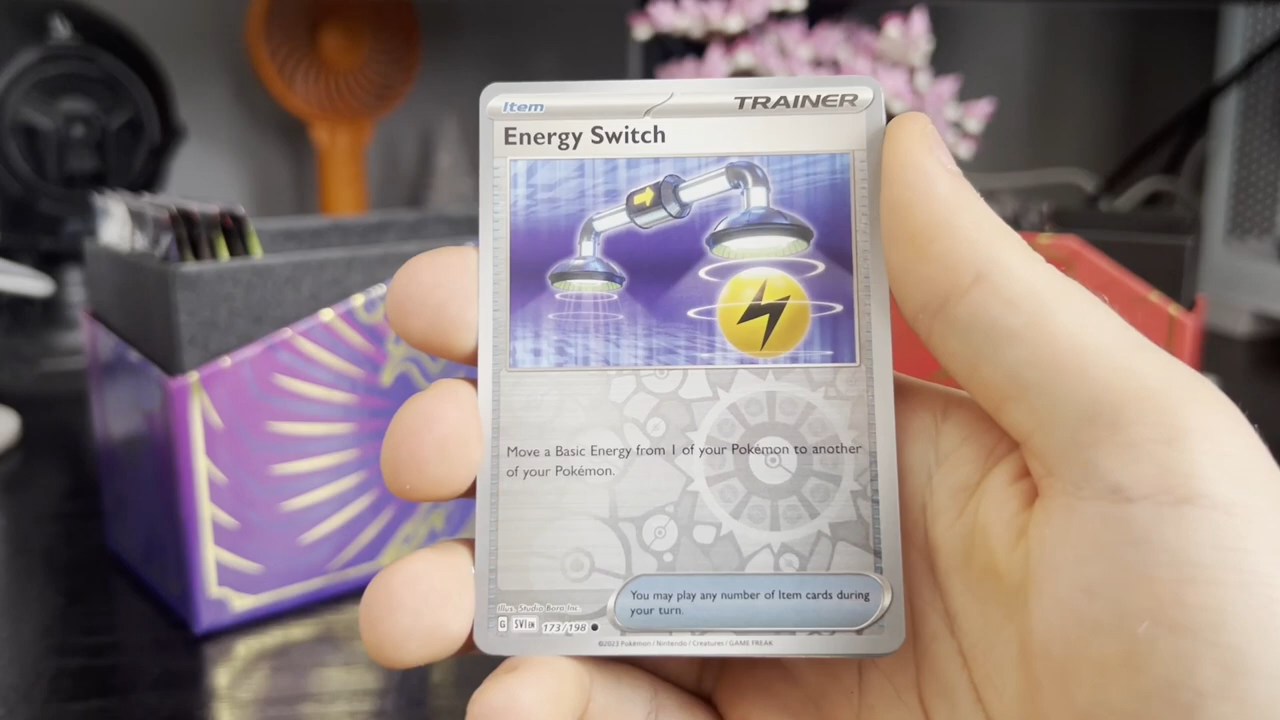 Item
TRAINER
Energy Switch
Move a Basic Energy from 1 of your Pokémon to another
of your Pokémon.
You may play any number of Item cards during
your turn.
Illus. Studio Bora Inc.
G SVI EN 173/198
©2023 Pokémon / Nintendo / Creatures / GAME FREAK